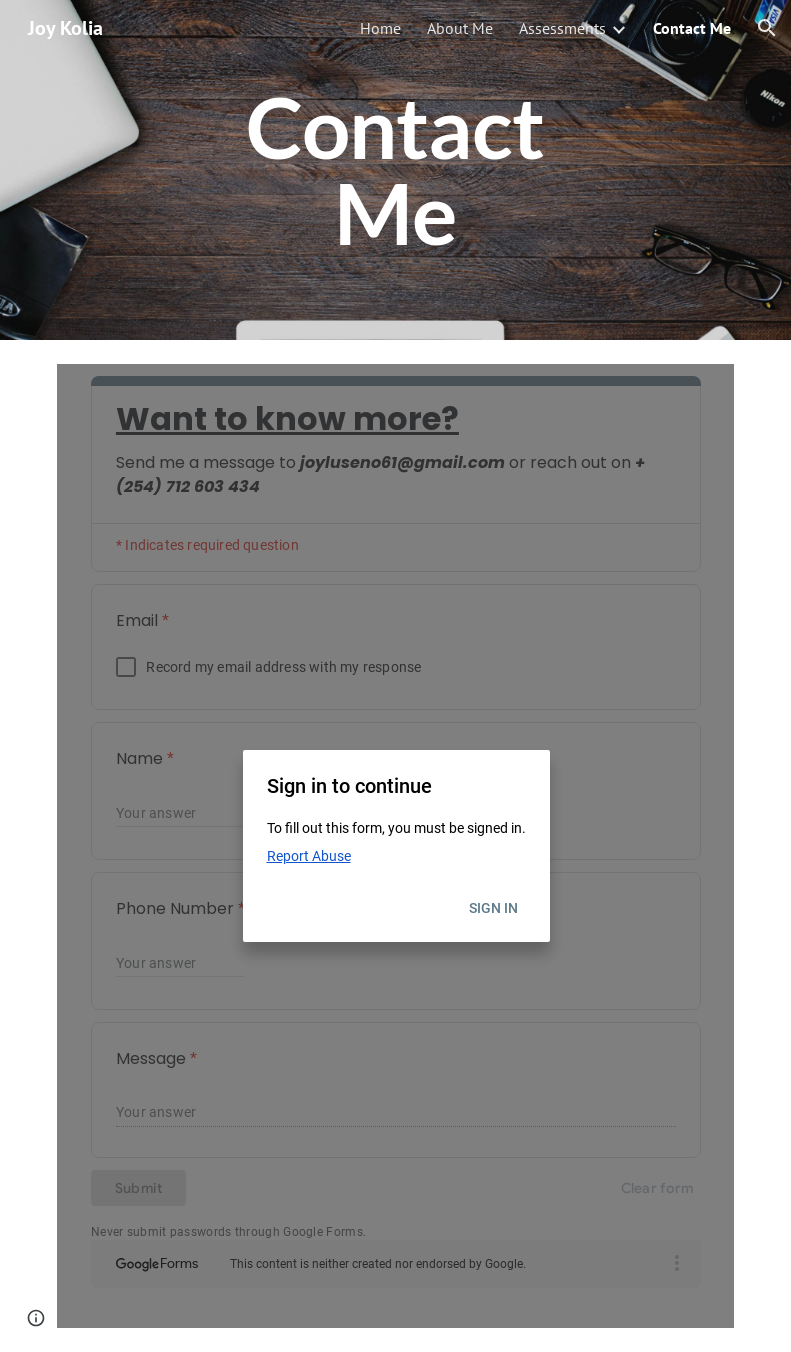 Joy Kolia
Home
About Me
Assessments
Contact Me
Nikon
Contact
Me
Want to know more?
Send me a message to joyluseno61@gmail.com or reach out on +
(254) 712 603 434
* Indicates required question
Email *
Record my email address with my response
Name *
Your answer
Sign in to continue
To fill out this form, you must be signed in.
Report Abuse
SIGN IN
Phone Number *
Your answer
Message *
Your answer
Submit
Clear form
Never submit passwords through Google Forms.
Google Forms
This content is neither created nor endorsed by Google.